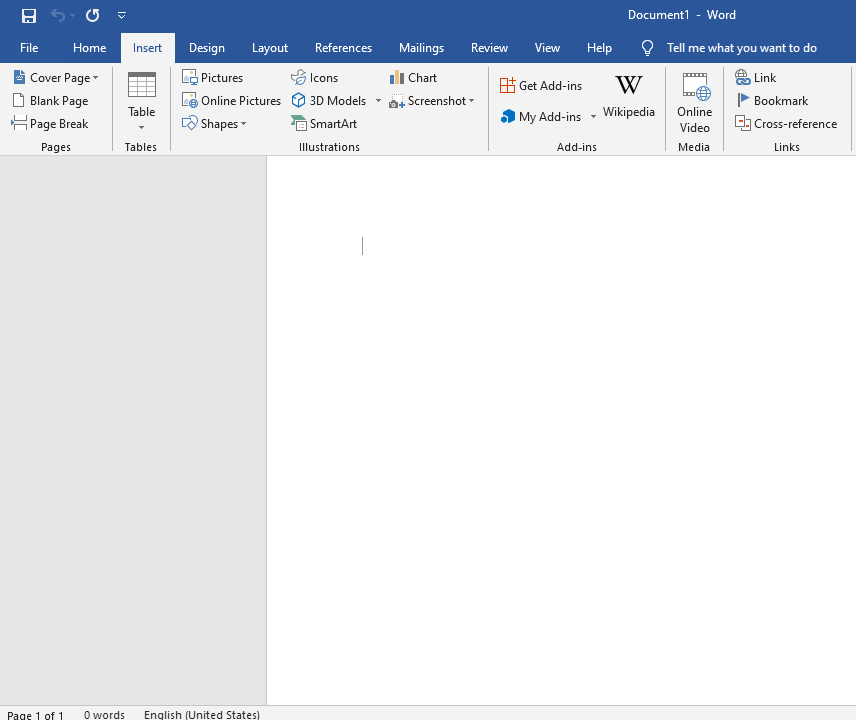 Document1 - Word
File Home Insert Design Layout References Mailings Review View Help Tell me what you want to do
Cover Page
Blank Page
Page Break
Pages
Table
Tables
Pictures
Online Pictures
Shapes
Icons
3D Models
SmartArt
Chart
Screenshot
Illustrations
Get Add-ins
My Add-ins
W
Wikipedia
Add-ins
Online
Video
Media
Link
Bookmark
Cross-reference
Links
Page 1 of 1 0 words English (United States)